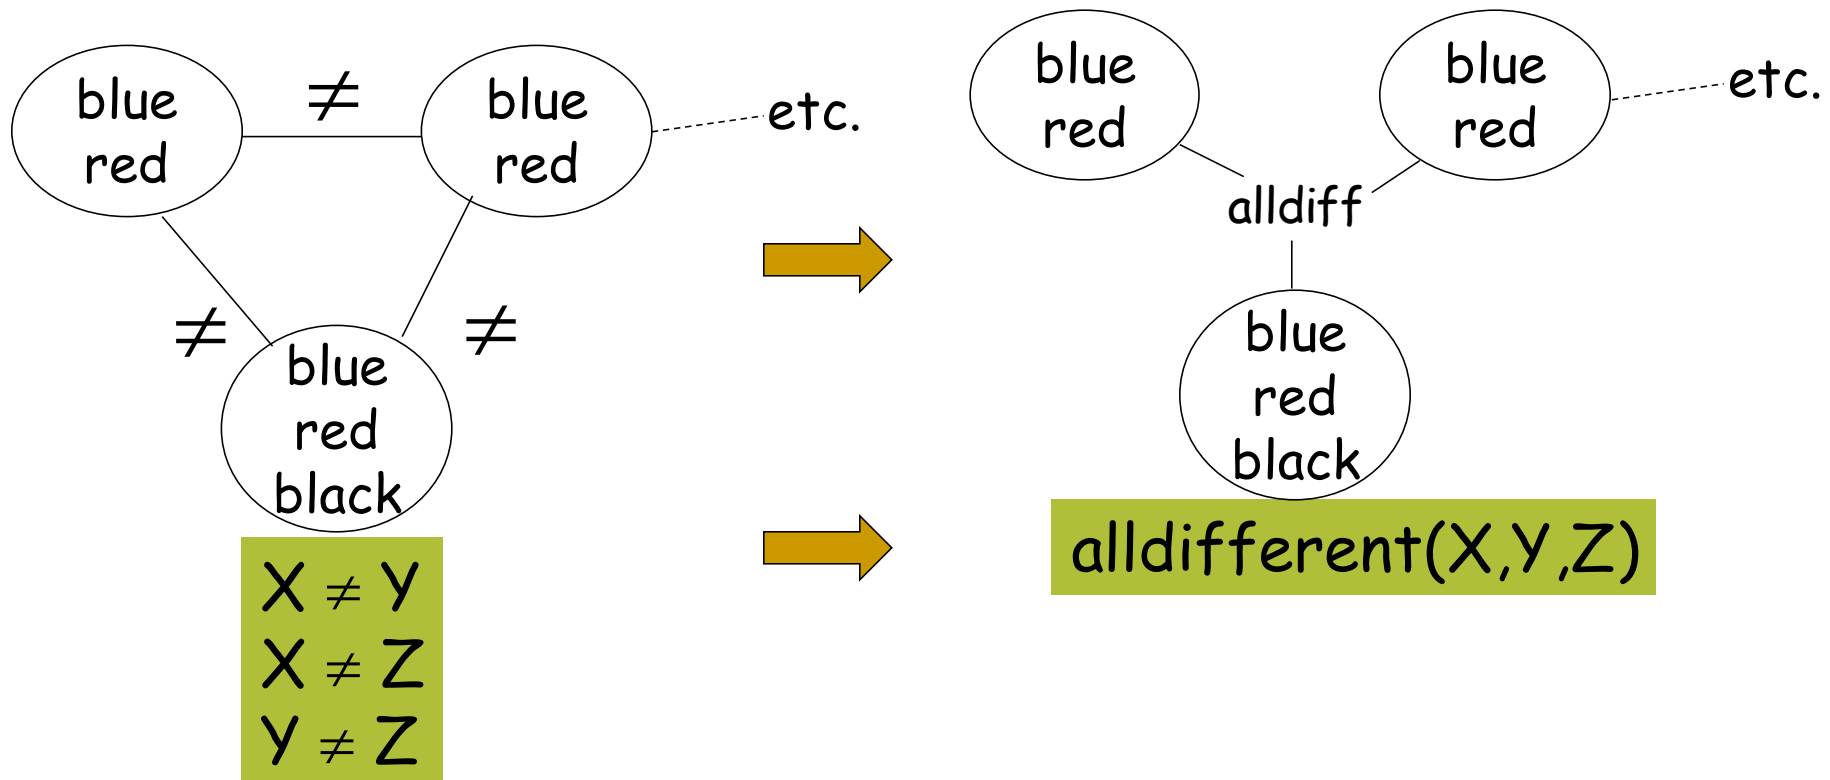 blue
red
≠
blue
red
etc.
≠
≠
blue
red
black
X ≠ Y
X ≠ Z
Y ≠ Z
blue
red
blue
red
etc.
alldiff
blue
red
black
alldifferent(X,Y,Z)